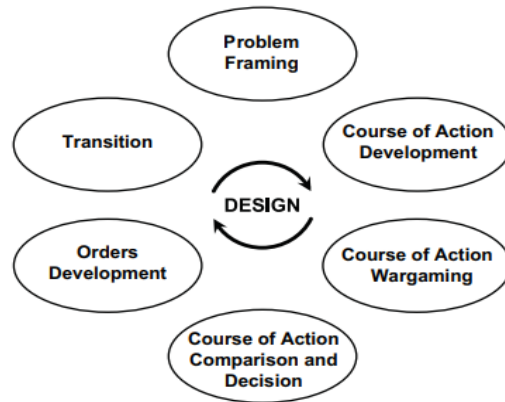 Problem
Framing
Course of Action
Development
Course of Action
Wargaming
Course of Action
Comparison and
Decision
Orders
Development
Transition
DESIGN